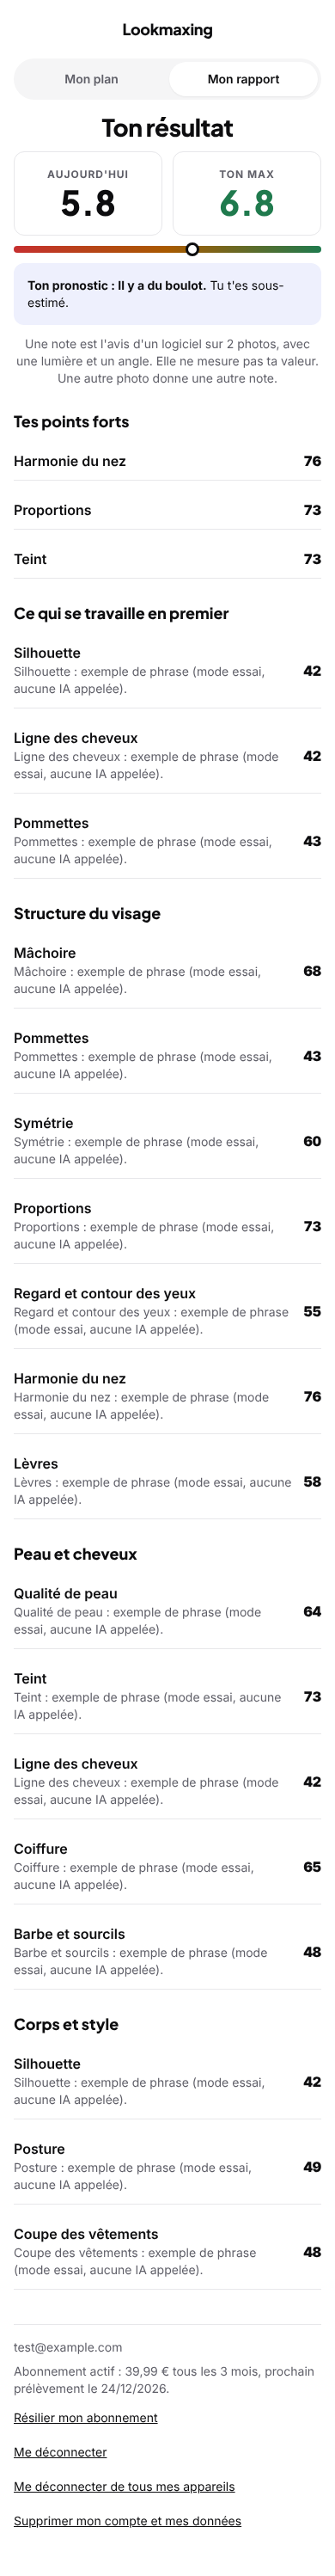 Lookmaxing
Mon plan
Mon rapport
Ton résultat
AUJOURD'HUI
5.8
TON MAX
6.8
Ton pronostic : Il y a du boulot. Tu t'es sous-
estimé.
Une note est l'avis d'un logiciel sur 2 photos, avec
une lumière et un angle. Elle ne mesure pas ta valeur.
Une autre photo donne une autre note.
Tes points forts
Harmonie du nez 76
Proportions 73
Teint 73
Ce qui se travaille en premier
Silhouette
Silhouette : exemple de phrase (mode essai,
aucune IA appelée).
42
Ligne des cheveux
Ligne des cheveux : exemple de phrase (mode
essai, aucune IA appelée).
42
Pommettes
Pommettes : exemple de phrase (mode essai,
aucune IA appelée).
43
Structure du visage
Mâchoire
Mâchoire : exemple de phrase (mode essai,
aucune IA appelée).
68
Pommettes
Pommettes : exemple de phrase (mode essai,
aucune IA appelée).
43
Symétrie
Symétrie : exemple de phrase (mode essai,
aucune IA appelée).
60
Proportions
Proportions : exemple de phrase (mode essai,
aucune IA appelée).
73
Regard et contour des yeux
Regard et contour des yeux : exemple de phrase
(mode essai, aucune IA appelée).
55
Harmonie du nez
Harmonie du nez : exemple de phrase (mode
essai, aucune IA appelée).
76
Lèvres
Lèvres : exemple de phrase (mode essai, aucune
IA appelée).
58
Peau et cheveux
Qualité de peau
Qualité de peau : exemple de phrase (mode
essai, aucune IA appelée).
64
Teint
Teint : exemple de phrase (mode essai, aucune
IA appelée).
73
Ligne des cheveux
Ligne des cheveux : exemple de phrase (mode
essai, aucune IA appelée).
42
Coiffure
Coiffure : exemple de phrase (mode essai,
aucune IA appelée).
65
Barbe et sourcils
Barbe et sourcils : exemple de phrase (mode
essai, aucune IA appelée).
48
Corps et style
Silhouette
Silhouette : exemple de phrase (mode essai,
aucune IA appelée).
42
Posture
Posture : exemple de phrase (mode essai,
aucune IA appelée).
49
Coupe des vêtements
Coupe des vêtements : exemple de phrase
(mode essai, aucune IA appelée).
48
test@example.com
Abonnement actif : 39,99 € tous les 3 mois, prochain
prélèvement le 24/12/2026.
Résilier mon abonnement
Me déconnecter
Me déconnecter de tous mes appareils
Supprimer mon compte et mes données